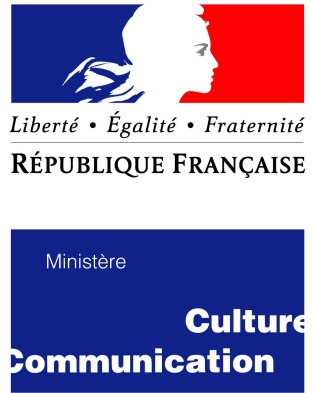 Liberté • Égalité • Fraternité
RÉPUBLIQUE FRANÇAISE
Ministère
Culture
Communication